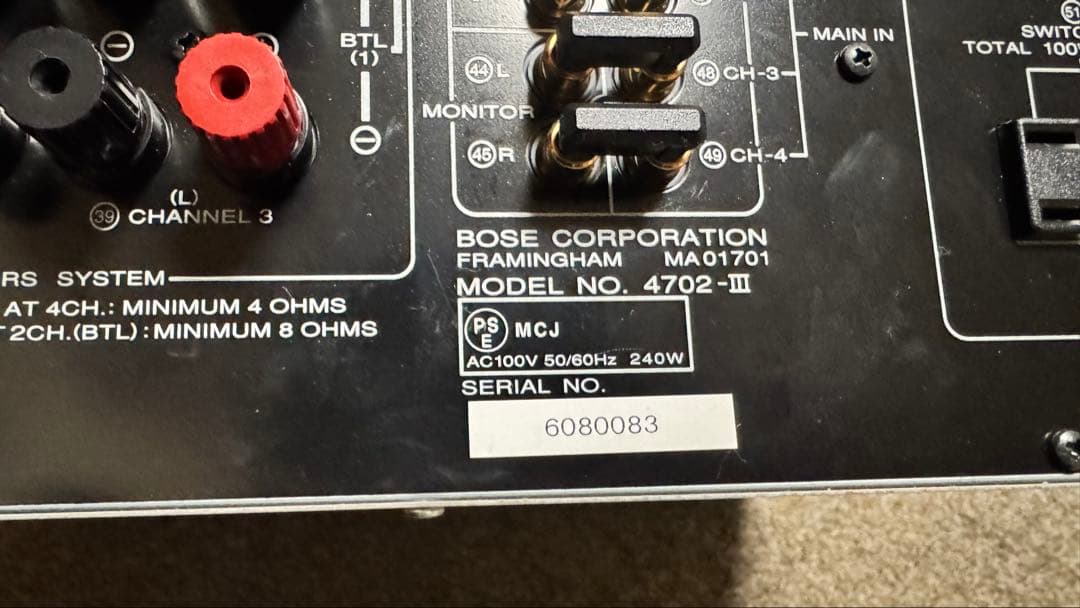 ⊖
BTL
(1)
⊖
MAIN IN
51
SWITC
TOTAL 100V
44 L
48 CH-3
MONITOR
45 R
49 CH-4
(L)
39 CHANNEL 3
BOSE CORPORATION
FRAMINGHAM MA 01701
MODEL NO. 4702-III
RS SYSTEM
AT 4CH.: MINIMUM 4 OHMS
2CH.(BTL): MINIMUM 8 OHMS
PS
E
MCJ
AC100V 50/60Hz 240W
SERIAL NO.
6080083